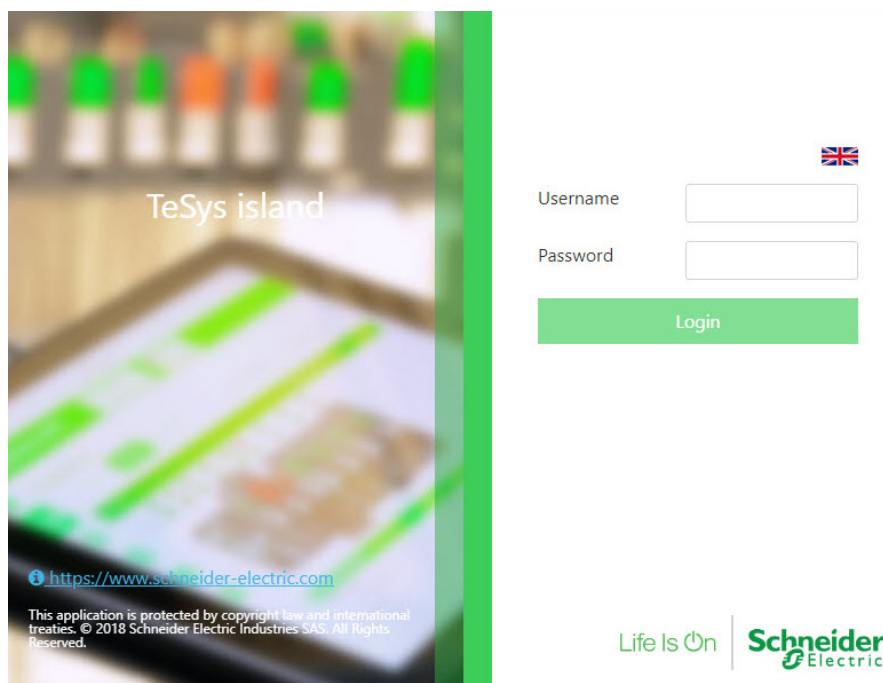 TeSys island
https://www.schneider-electric.com
This application is protected by copyright law and international
treaties. © 2018 Schneider Electric Industries SAS. All Rights
Reserved.
Username
Password
Login
Life Is On
Schneider
Electric